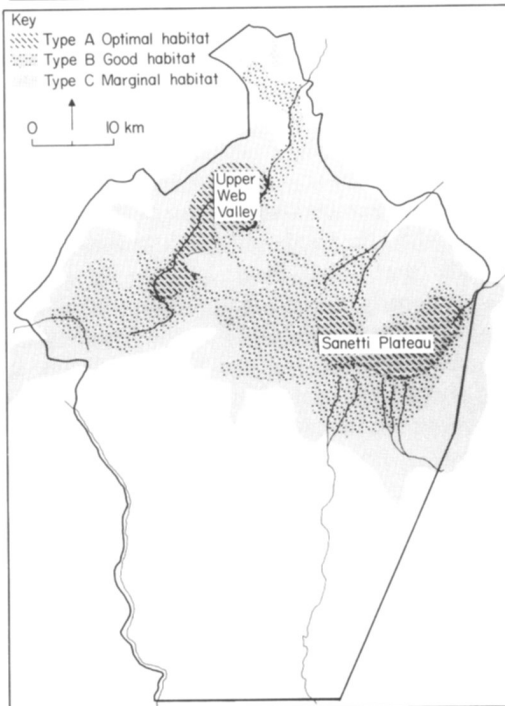 Key
Type A Optimal habitat
Type B Good habitat
Type C Marginal habitat
0 10 km
Upper
Web
Valley
Sanetti Plateau